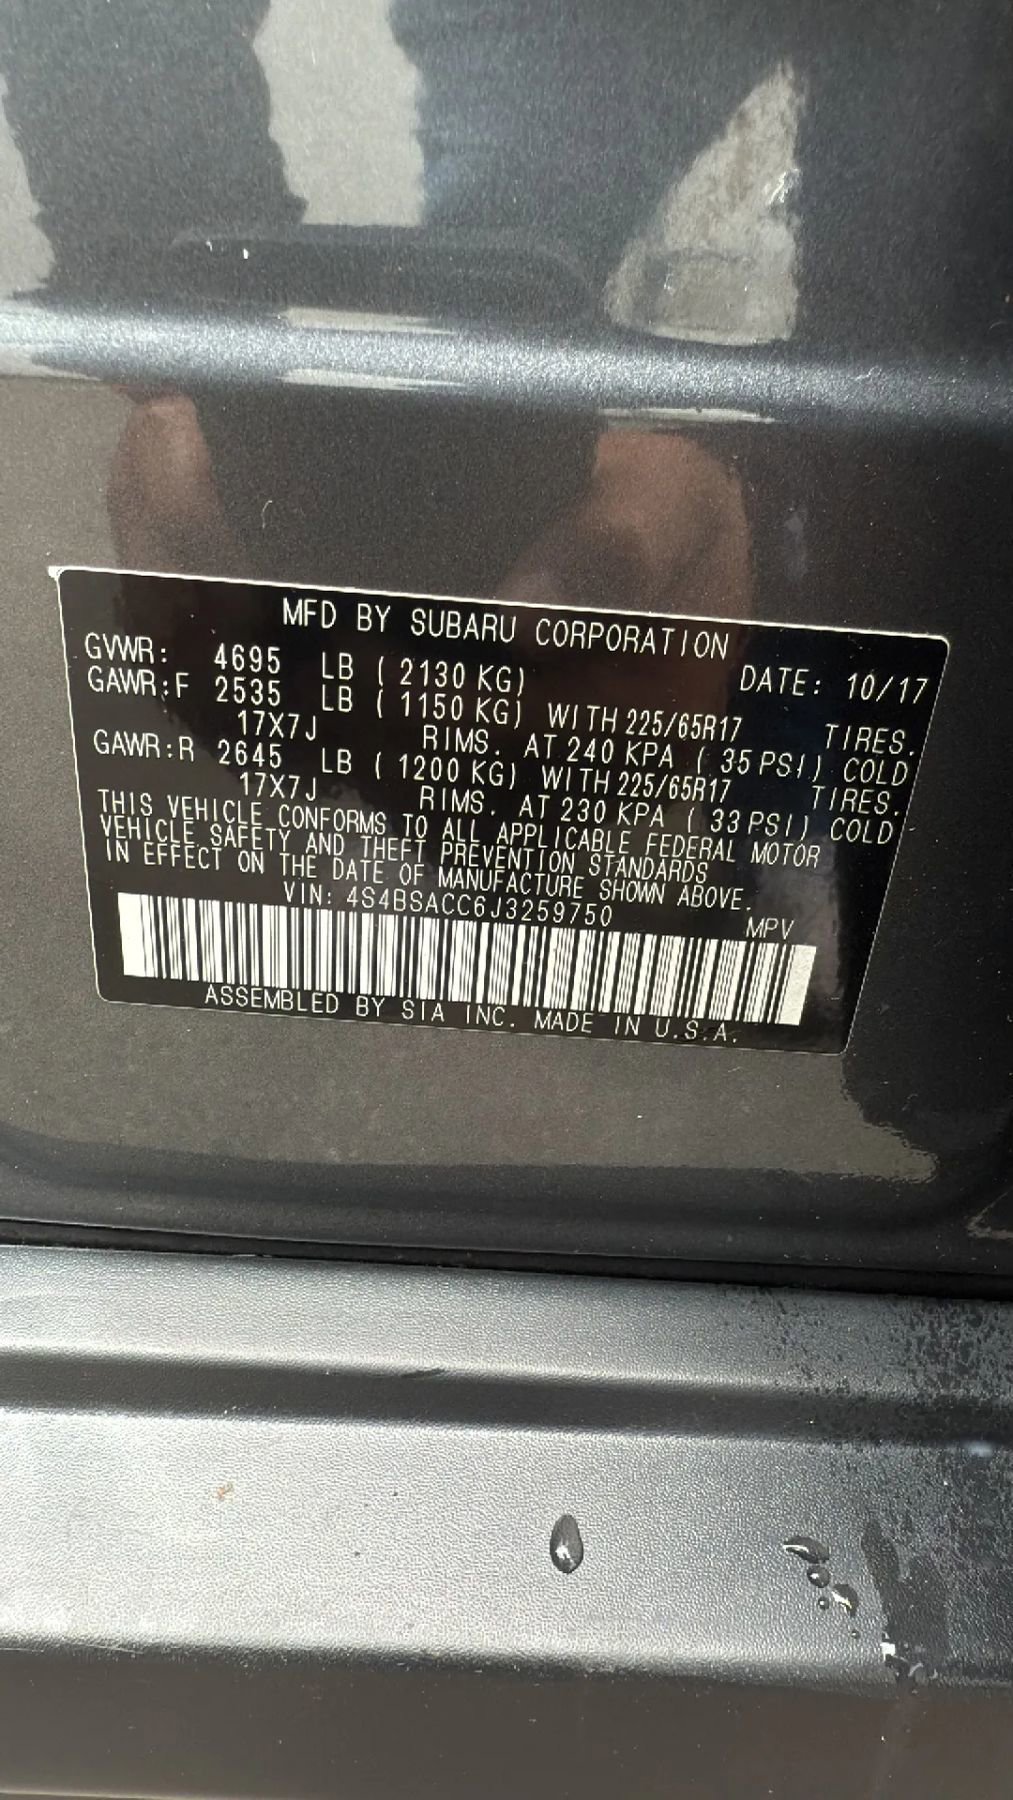 MFD BY SUBARU CORPORATION
DATE: 10/17
GVWR: 4695 LB ( 2130 KG)
GAWR:F 2535 LB ( 1150 KG) WITH 225/65R17 TIRES.
17X7J RIMS. AT 240 KPA ( 35 PSI) COLD
GAWR:R 2645 LB ( 1200 KG) WITH 225/65R17 TIRES.
17X7J RIMS. AT 230 KPA ( 33 PSI) COLD
THIS VEHICLE CONFORMS TO ALL APPLICABLE FEDERAL MOTOR
VEHICLE SAFETY AND THEFT PREVENTION STANDARDS
IN EFFECT ON THE DATE OF MANUFACTURE SHOWN ABOVE.
VIN: 4S4BSACC6J3259750 MPV
ASSEMBLED BY SIA INC. MADE IN U.S.A.